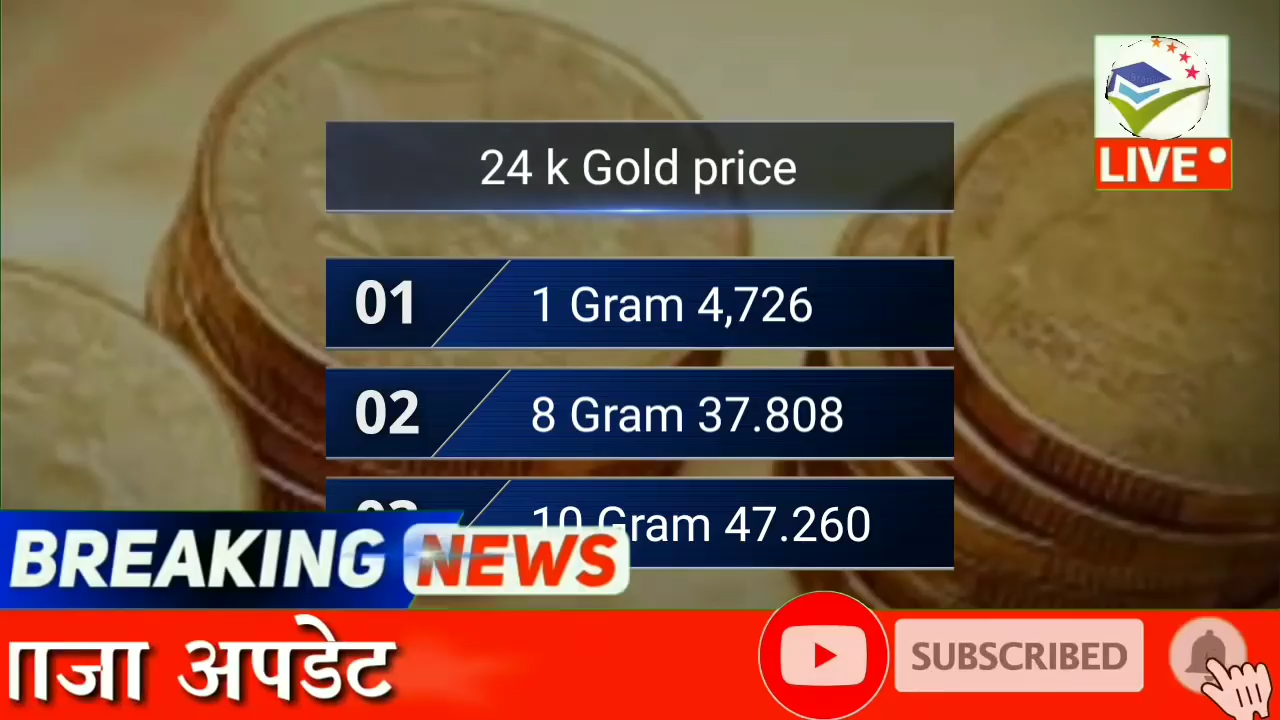 24 k Gold price
LIVE
01 1 Gram 4,726
02 8 Gram 37.808
03 10 Gram 47.260
BREAKING NEWS
अपडेट
SUBSCRIBED